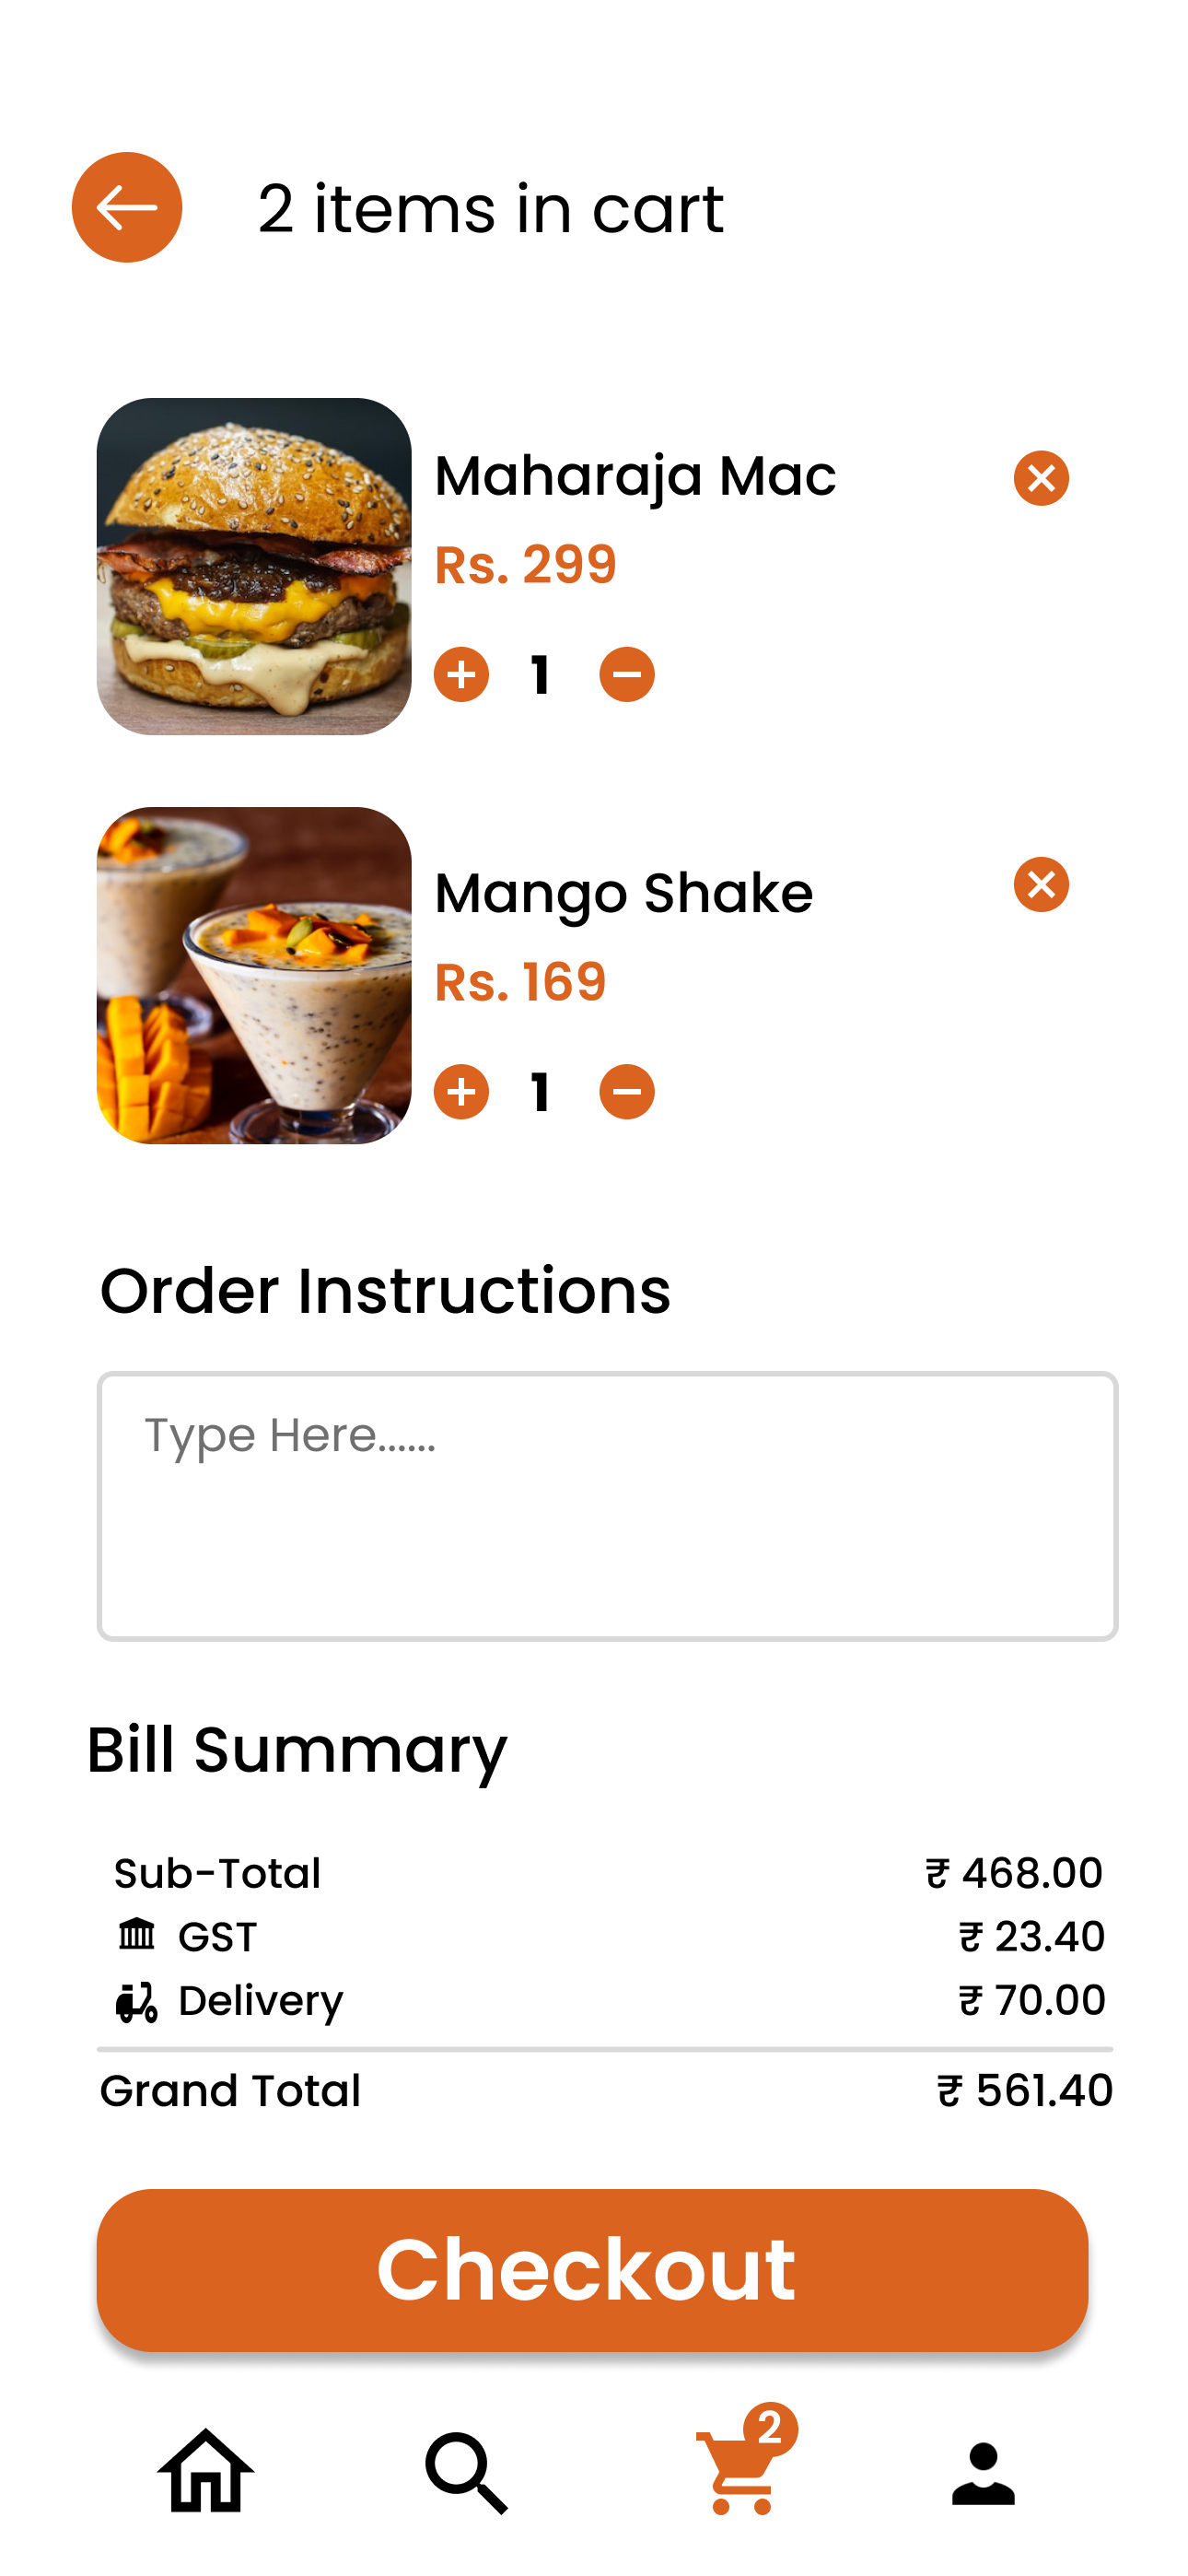 2 items in cart
Maharaja Mac
Rs. 299
1
Mango Shake
Rs. 169
1
Order Instructions
Type Here......
Bill Summary
Sub-Total ₹ 468.00
GST ₹ 23.40
Delivery ₹ 70.00
Grand Total ₹ 561.40
Checkout
2